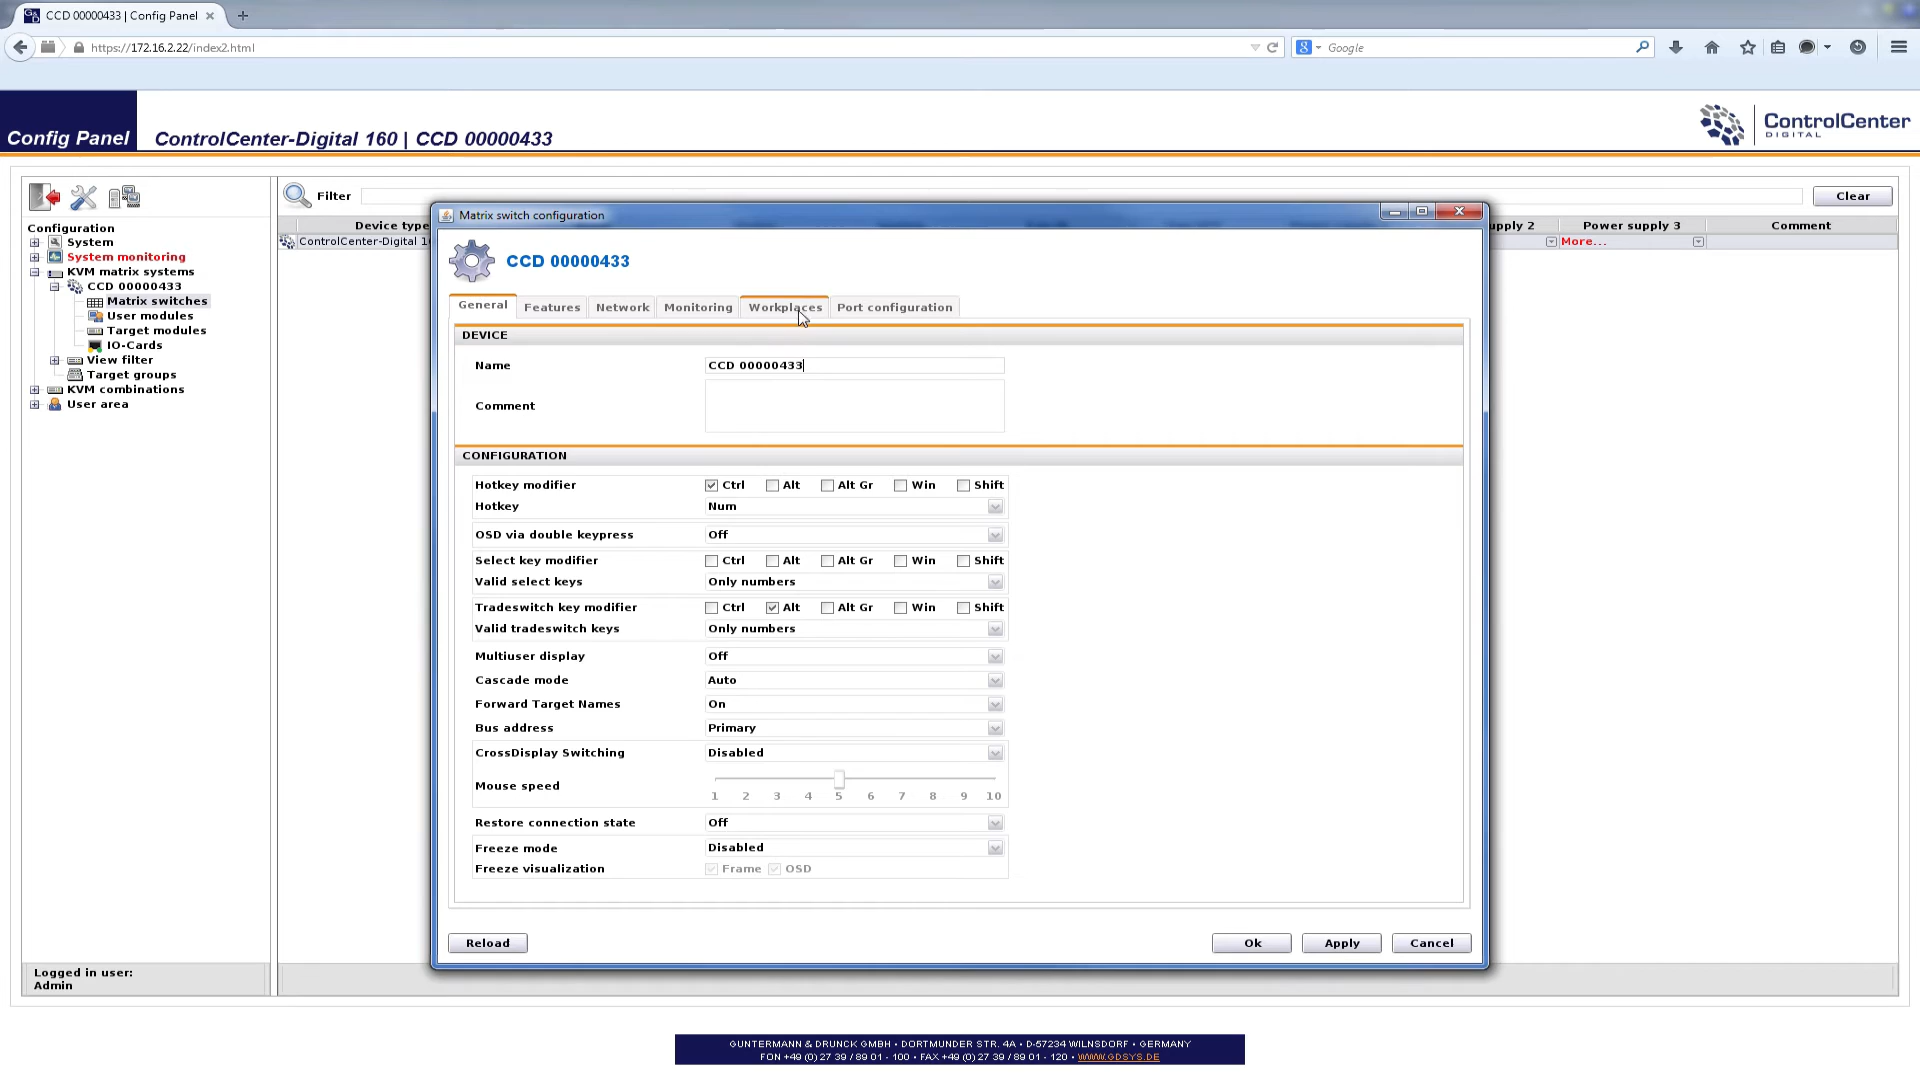 CCD 00000433 | Config Panel
https://172.16.2.22/index2.html
Google
Config Panel
ControlCenter-Digital 160 | CCD 00000433
ControlCenter
DIGITAL
Filter
Clear
Configuration
System
System monitoring
KVM matrix systems
CCD 00000433
Matrix switches
User modules
Target modules
IO-Cards
View filter
Target groups
KVM combinations
User area
Logged in user:
Admin
Device type
upply 2
Power supply 3
Comment
ControlCenter-Digital 1
More...
Matrix switch configuration
CCD 00000433
General
Features
Network
Monitoring
Workplaces
Port configuration
DEVICE
Name
CCD 00000433
Comment
CONFIGURATION
Hotkey modifier Ctrl Alt Alt Gr Win Shift
Hotkey Num
OSD via double keypress Off
Select key modifier Ctrl Alt Alt Gr Win Shift
Valid select keys Only numbers
Tradeswitch key modifier Ctrl Alt Alt Gr Win Shift
Valid tradeswitch keys Only numbers
Multiuser display Off
Cascade mode Auto
Forward Target Names On
Bus address Primary
CrossDisplay Switching Disabled
Mouse speed
1 2 3 4 5 6 7 8 9 10
Restore connection state Off
Freeze mode Disabled
Freeze visualization Frame OSD
Reload
Ok
Apply
Cancel
GUNTERMANN & DRUNCK GMBH • DORTMUNDER STR. 4A • D-57234 WILNSDORF • GERMANY
FON +49 (0) 27 39 / 89 01 - 100 • FAX +49 (0) 27 39 / 89 01 - 120 • WWW.GDSYS.DE